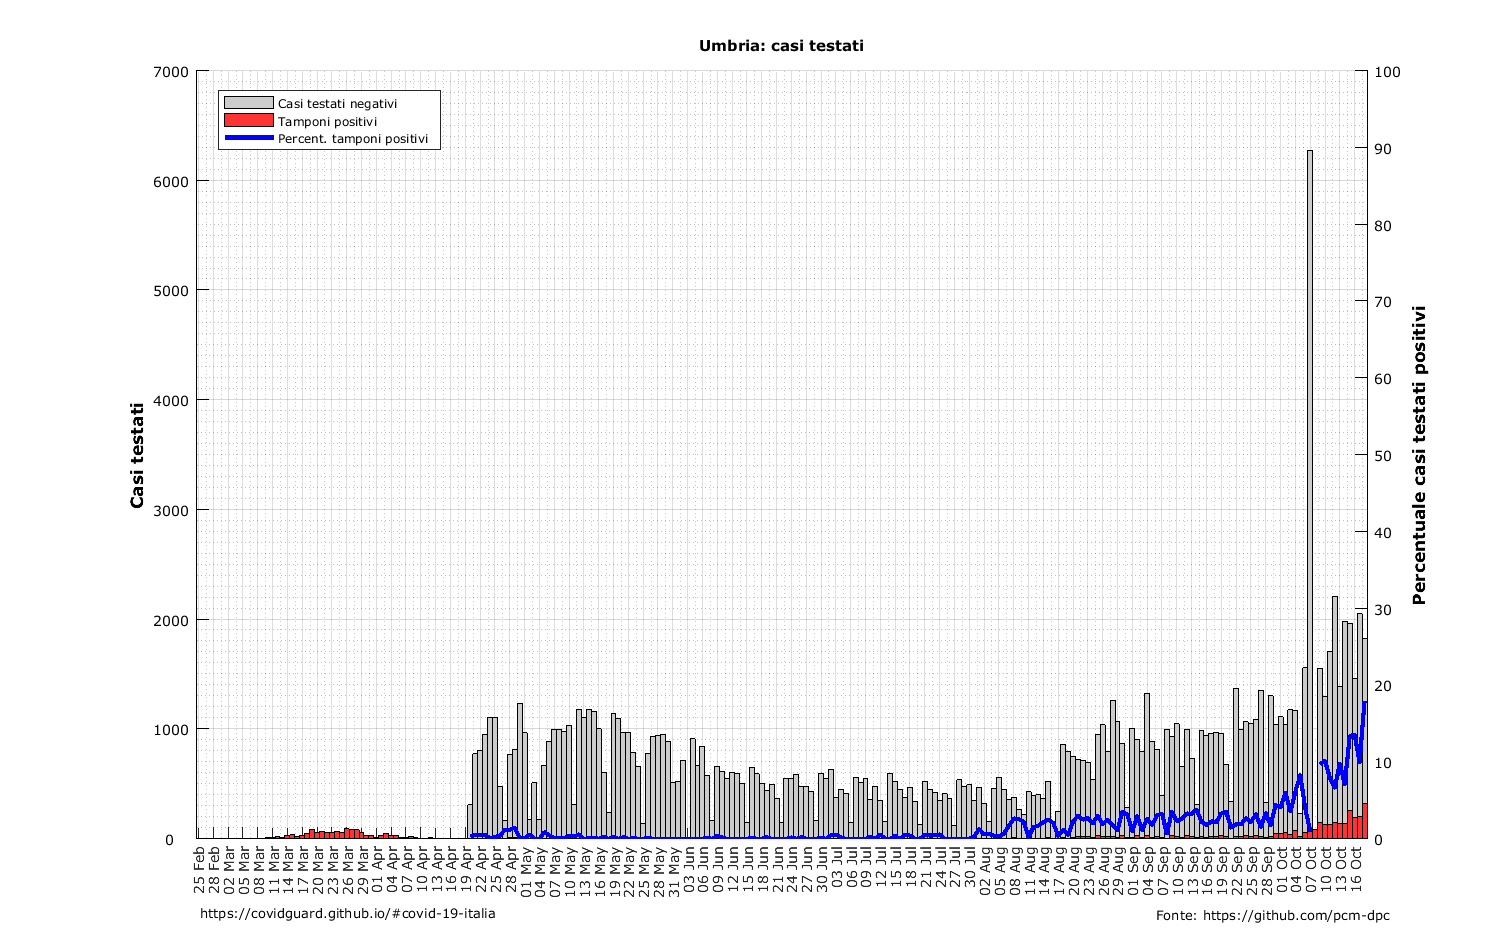 Umbria: casi testati
Casi testati negativi
Tamponi positivi
Percent. tamponi positivi
Casi testati
7000
6000
5000
4000
3000
2000
1000
0
100
90
80
70
60
50
40
30
20
10
0
Percentuale casi testati positivi
25 Feb
28 Feb
02 Mar
05 Mar
08 Mar
11 Mar
14 Mar
17 Mar
20 Mar
23 Mar
26 Mar
29 Mar
01 Apr
04 Apr
07 Apr
10 Apr
13 Apr
16 Apr
19 Apr
22 Apr
25 Apr
28 Apr
01 May
04 May
07 May
10 May
13 May
16 May
19 May
22 May
25 May
28 May
31 May
03 Jun
06 Jun
09 Jun
12 Jun
15 Jun
18 Jun
21 Jun
24 Jun
27 Jun
30 Jun
03 Jul
06 Jul
09 Jul
12 Jul
15 Jul
18 Jul
21 Jul
24 Jul
27 Jul
30 Jul
02 Aug
05 Aug
08 Aug
11 Aug
14 Aug
17 Aug
20 Aug
23 Aug
26 Aug
29 Aug
01 Sep
04 Sep
07 Sep
10 Sep
13 Sep
16 Sep
19 Sep
22 Sep
25 Sep
28 Sep
01 Oct
04 Oct
07 Oct
10 Oct
13 Oct
16 Oct
https://covidguard.github.io/#covid-19-italia
Fonte: https://github.com/pcm-dpc